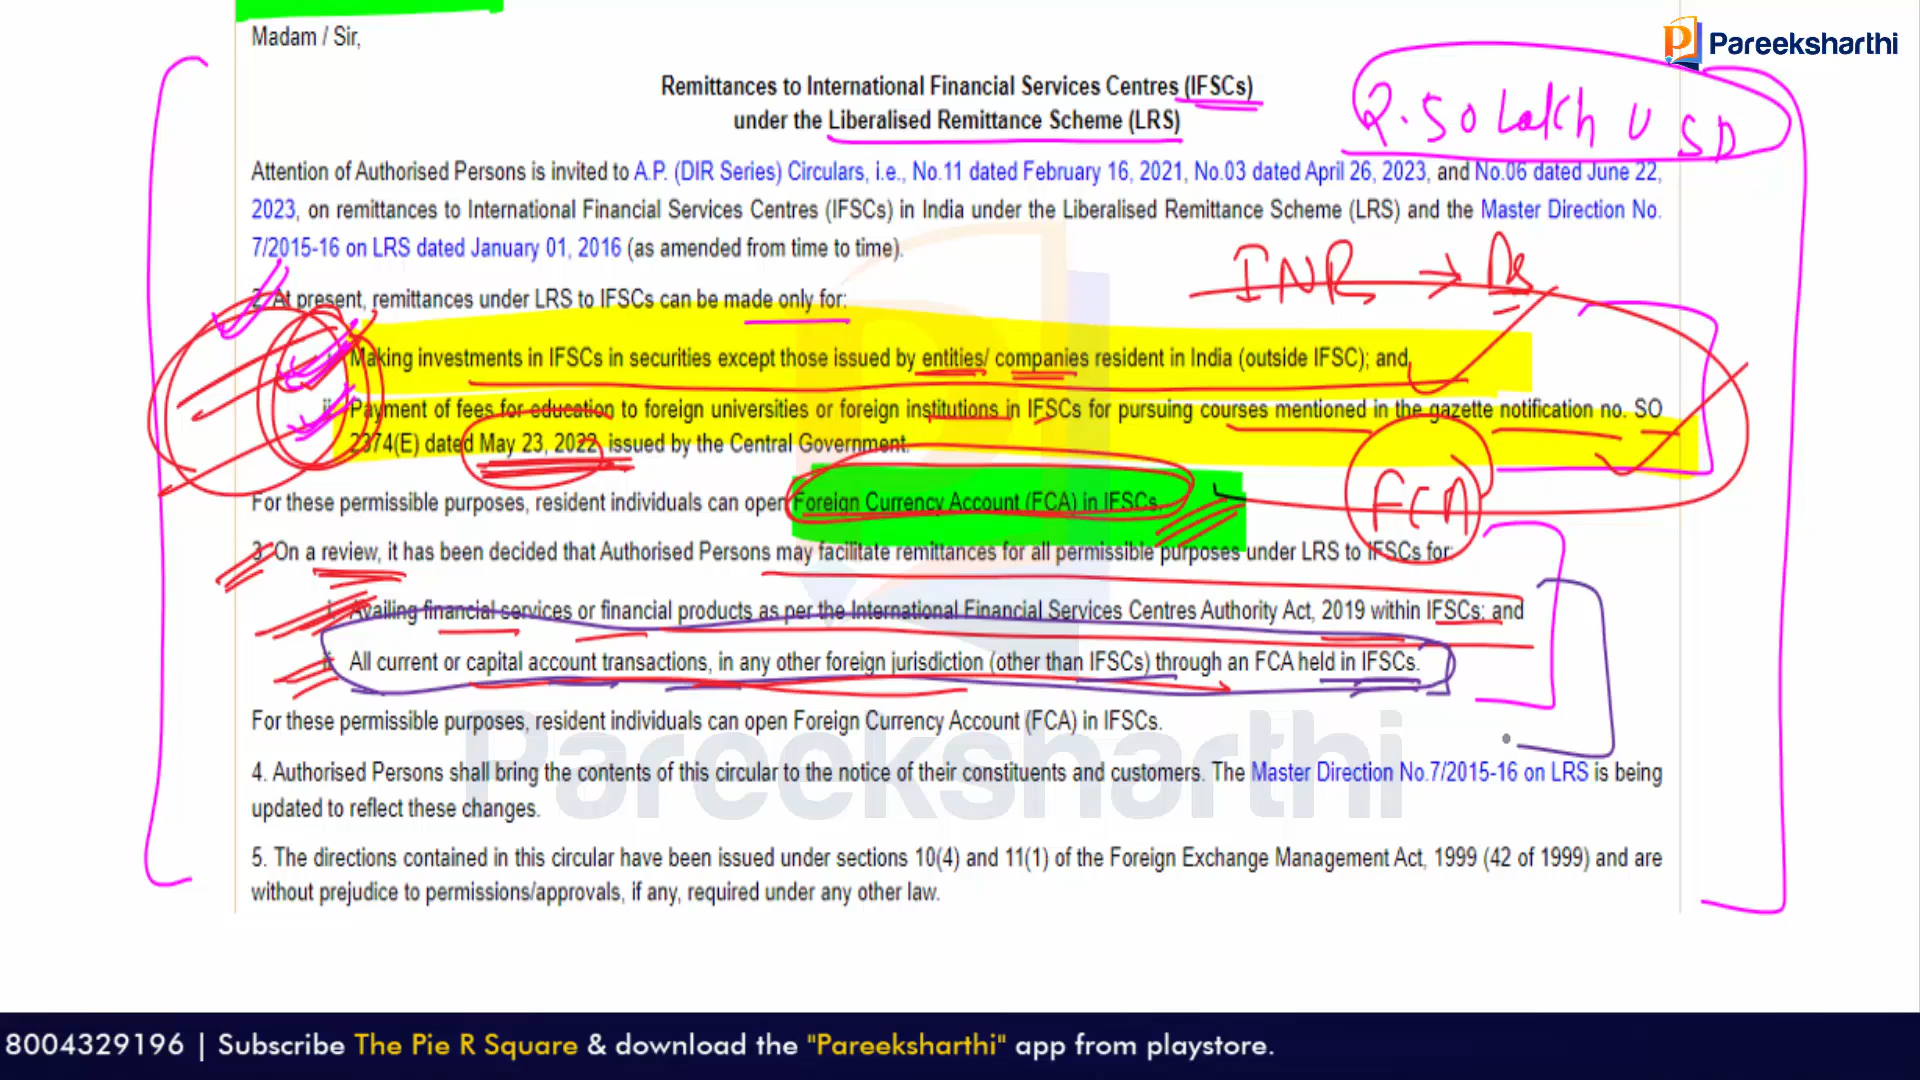 Pareeksharthi
Madam / Sir,
Remittances to International Financial Services Centres (IFSCs)
under the Liberalised Remittance Scheme (LRS)
2.50 Lakh USD
Attention of Authorised Persons is invited to A.P. (DIR Series) Circulars, i.e., No.11 dated February 16, 2021, No.03 dated April 26, 2023, and No.06 dated June 22,
2023, on remittances to International Financial Services Centres (IFSCs) in India under the Liberalised Remittance Scheme (LRS) and the Master Direction No.
7/2015-16 on LRS dated January 01, 2016 (as amended from time to time).
INR → Rs
2. At present, remittances under LRS to IFSCs can be made only for:
i. Making investments in IFSCs in securities except those issued by entities/ companies resident in India (outside IFSC); and
ii. Payment of fees for education to foreign universities or foreign institutions in IFSCs for pursuing courses mentioned in the gazette notification no. SO
2374(E) dated May 23, 2022, issued by the Central Government.
For these permissible purposes, resident individuals can open Foreign Currency Account (FCA) in IFSCs.
FCA
3. On a review, it has been decided that Authorised Persons may facilitate remittances for all permissible purposes under LRS to IFSCs for:
i. Availing financial services or financial products as per the International Financial Services Centres Authority Act, 2019 within IFSCs; and
ii. All current or capital account transactions, in any other foreign jurisdiction (other than IFSCs) through an FCA held in IFSCs.
For these permissible purposes, resident individuals can open Foreign Currency Account (FCA) in IFSCs.
Pareeksharthi
4. Authorised Persons shall bring the contents of this circular to the notice of their constituents and customers. The Master Direction No.7/2015-16 on LRS is being
updated to reflect these changes.
5. The directions contained in this circular have been issued under sections 10(4) and 11(1) of the Foreign Exchange Management Act, 1999 (42 of 1999) and are
without prejudice to permissions/approvals, if any, required under any other law.
8004329196 | Subscribe The Pie R Square & download the "Pareeksharthi" app from playstore.